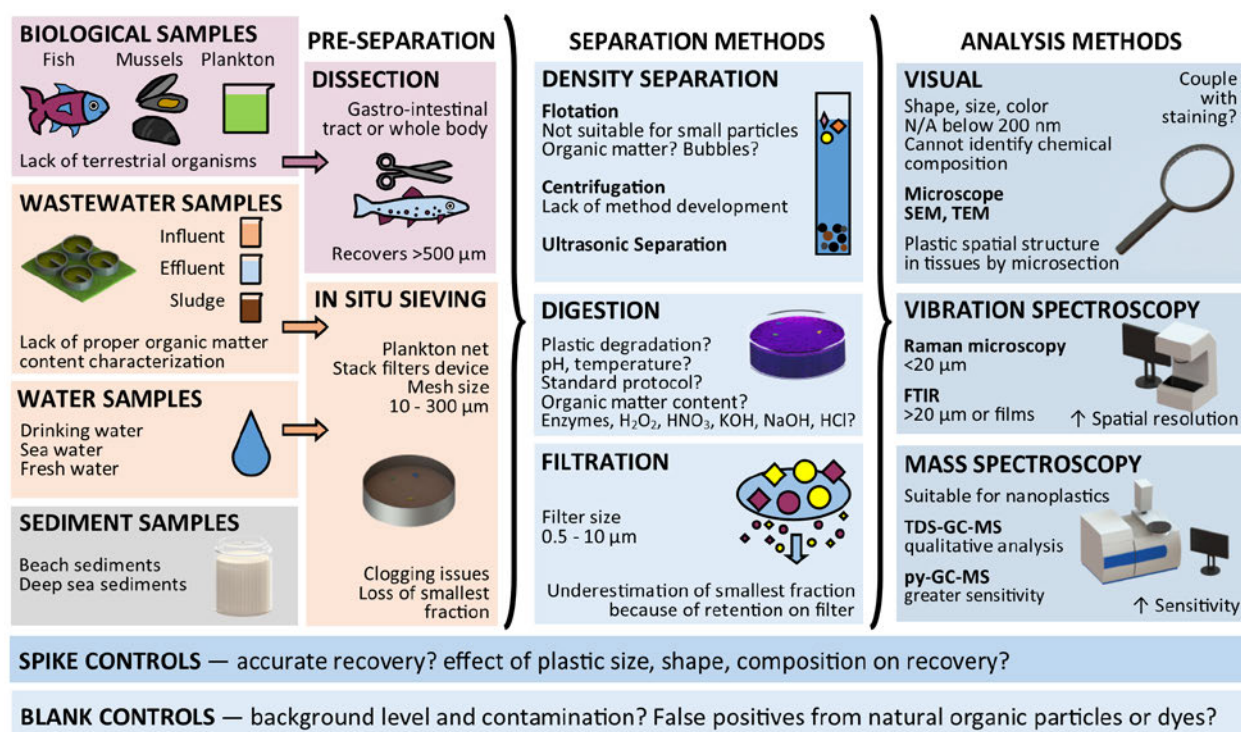 BIOLOGICAL SAMPLES
Fish Mussels Plankton
Lack of terrestrial organisms
WASTEWATER SAMPLES
Influent
Effluent
Sludge
Lack of proper organic matter
content characterization
WATER SAMPLES
Drinking water
Sea water
Fresh water
SEDIMENT SAMPLES
Beach sediments
Deep sea sediments
PRE-SEPARATION
DISSECTION
Gastro-intestinal
tract or whole body
Recovers >500 µm
IN SITU SIEVING
Plankton net
Stack filters device
Mesh size
10 - 300 µm
Clogging issues
Loss of smallest
fraction
SEPARATION METHODS
DENSITY SEPARATION
Flotation
Not suitable for small particles
Organic matter? Bubbles?
Centrifugation
Lack of method development
Ultrasonic Separation
DIGESTION
Plastic degradation?
pH, temperature?
Standard protocol?
Organic matter content?
Enzymes, H₂O₂, HNO₃, KOH, NaOH, HCl?
FILTRATION
Filter size
0.5 - 10 µm
Underestimation of smallest fraction
because of retention on filter
ANALYSIS METHODS
VISUAL
Shape, size, color
N/A below 200 nm
Cannot identify chemical
composition
Couple
with
staining?
Microscope
SEM, TEM
Plastic spatial structure
in tissues by microsection
VIBRATION SPECTROSCOPY
Raman microscopy
<20 µm
FTIR
>20 µm or films
↑ Spatial resolution
MASS SPECTROSCOPY
Suitable for nanoplastics
TDS-GC-MS
qualitative analysis
py-GC-MS
greater sensitivity
↑ Sensitivity
SPIKE CONTROLS — accurate recovery? effect of plastic size, shape, composition on recovery?
BLANK CONTROLS — background level and contamination? False positives from natural organic particles or dyes?